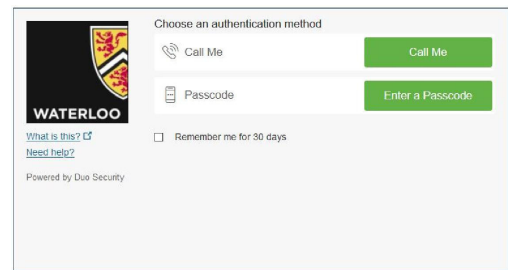 Choose an authentication method
Call Me
Call Me
Passcode
Enter a Passcode
WATERLOO
What is this?
Remember me for 30 days
Need help?
Powered by Duo Security